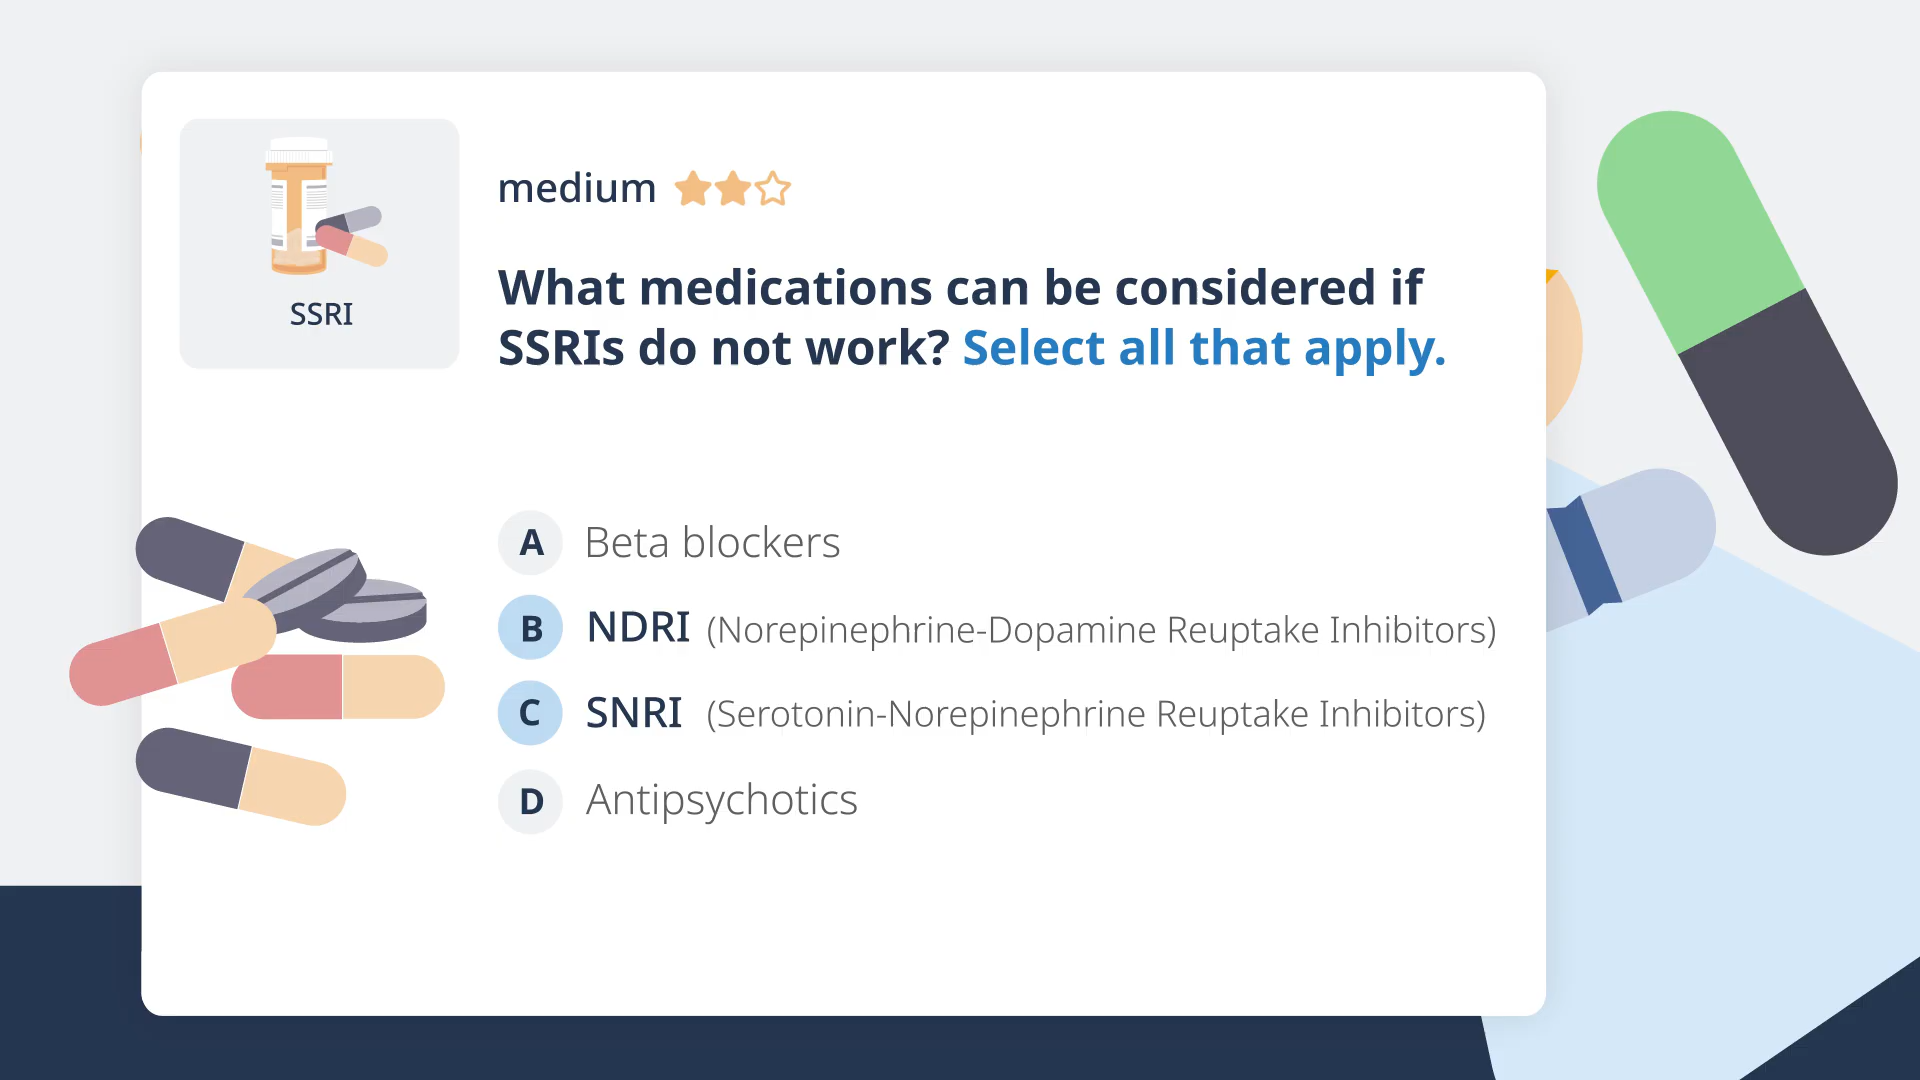 SSRI
medium
What medications can be considered if
SSRIs do not work? Select all that apply.
A Beta blockers
B NDRI (Norepinephrine-Dopamine Reuptake Inhibitors)
C SNRI (Serotonin-Norepinephrine Reuptake Inhibitors)
D Antipsychotics